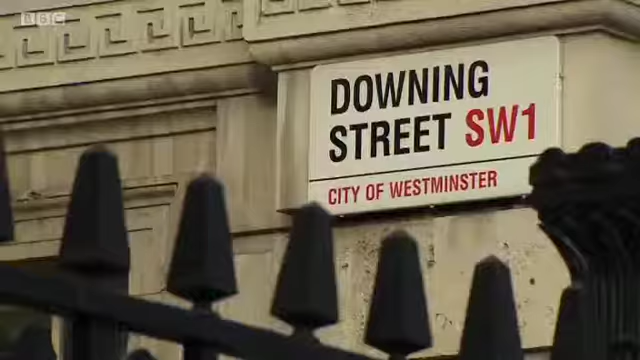 BBC
DOWNING
STREET SW1
CITY OF WESTMINSTER